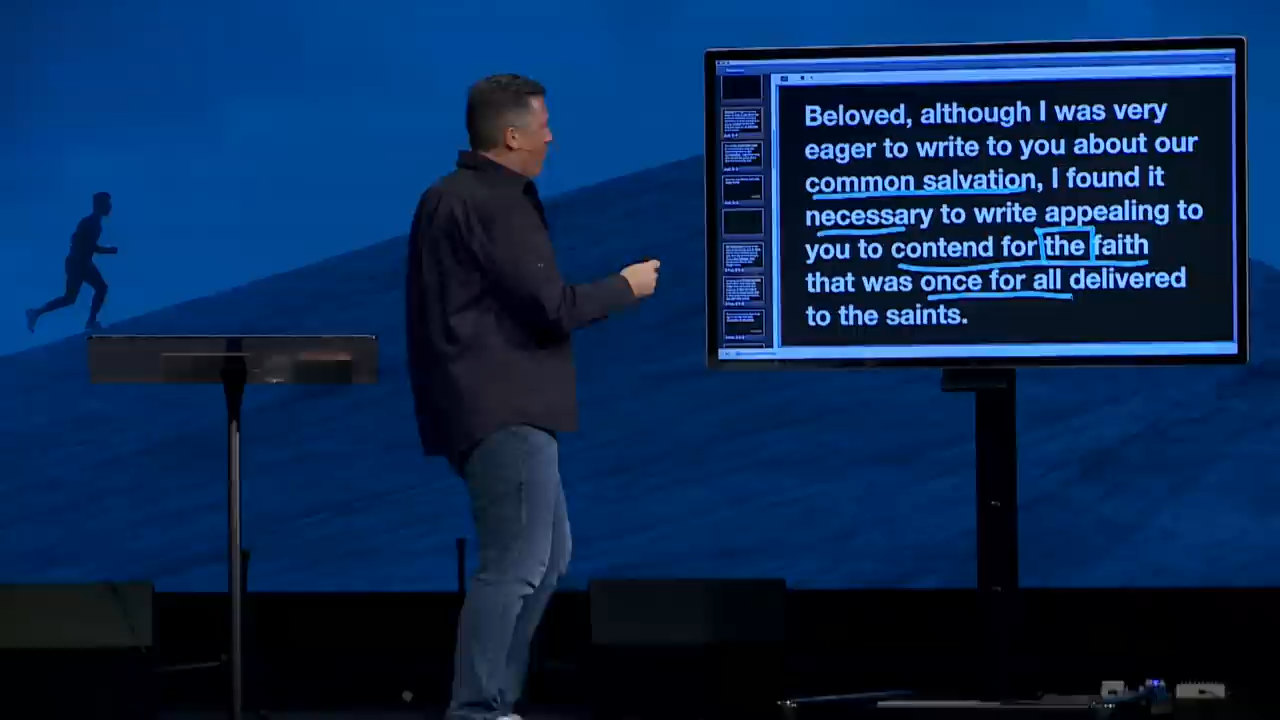 Beloved, although I was very
eager to write to you about our
common salvation, I found it
necessary to write appealing to
you to contend for the faith
that was once for all delivered
to the saints.